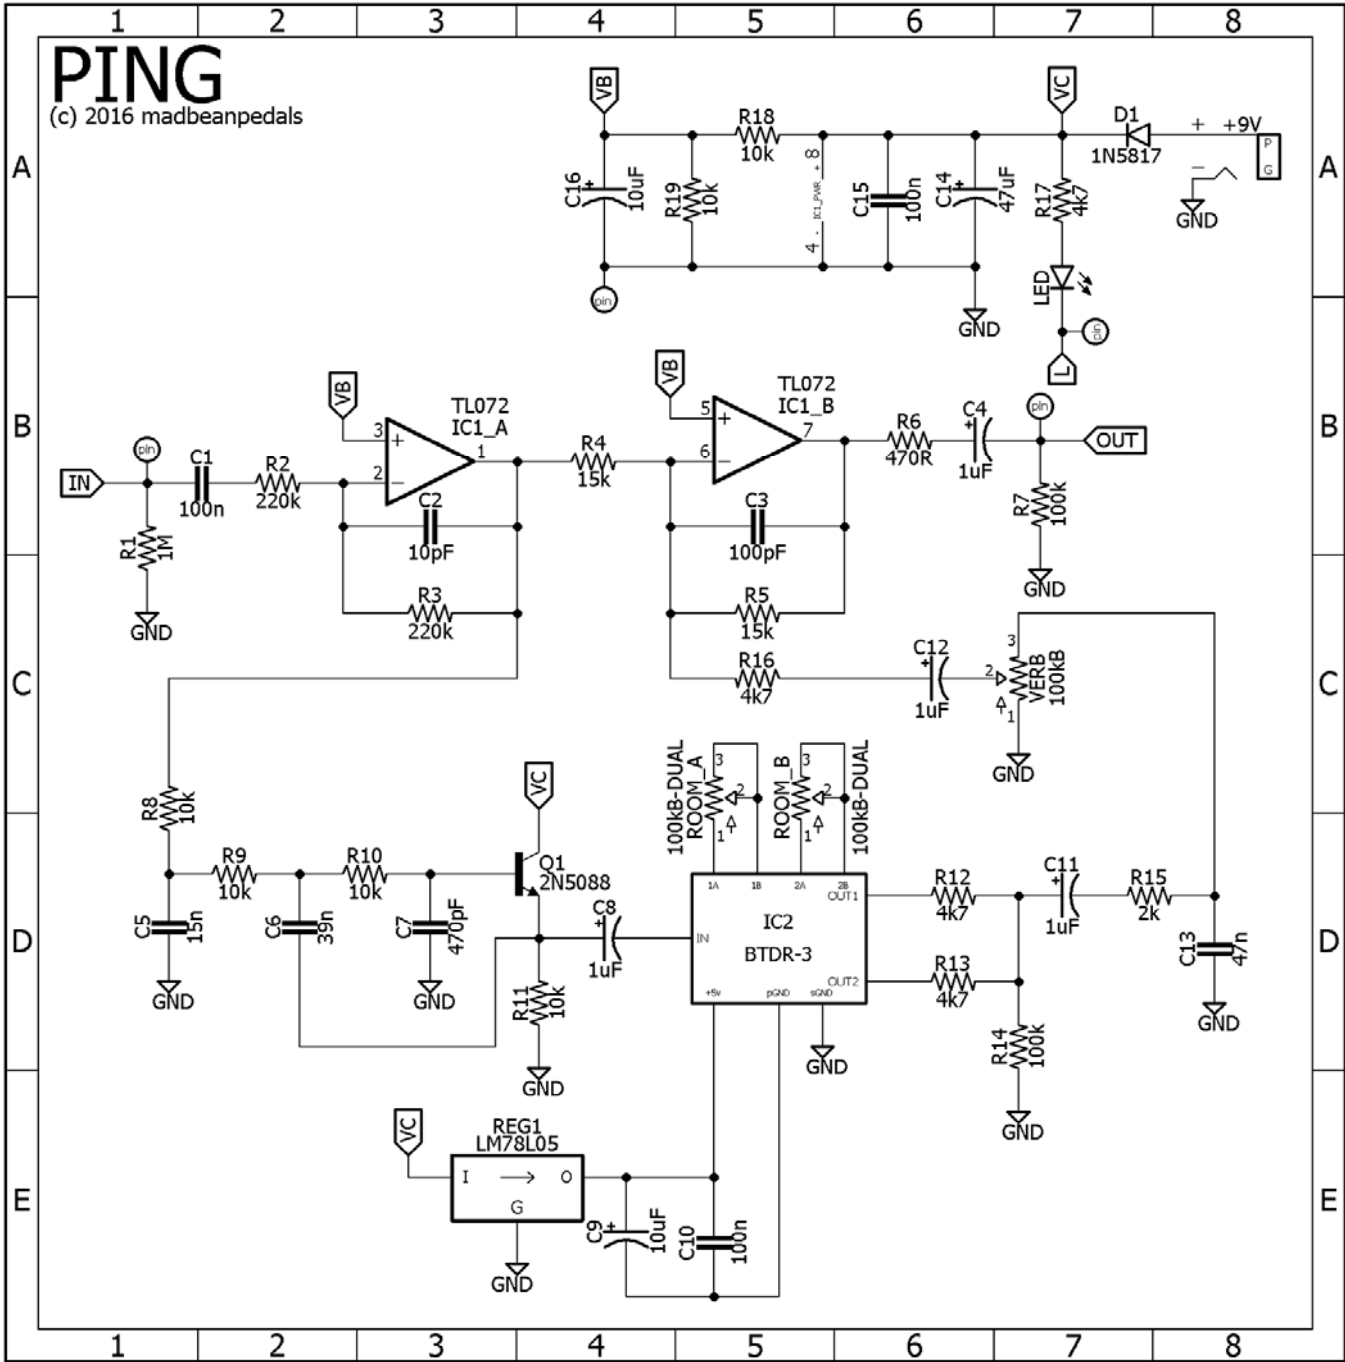 1 2 3 4 5 6 7 8
PING
(c) 2016 madbeanpedals
A
A
VB
VC
R18
10k
D1
1N5817
+ +9V
P
G
-
GND
C16
+
10uF
R19
10k
+ 8
IC1_PWR
4 -
C15
100n
C14
+
47uF
R17
4k7
LED
pin
GND
pin
L
B
B
VB
TL072
IC1_A
3
+
2
-
1
VB
TL072
IC1_B
5
+
6
-
7
pin
IN
C1
100n
R2
220k
R1
1M
GND
C2
10pF
R3
220k
R4
15k
C3
100pF
R5
15k
R6
470R
C4
+
1uF
pin
OUT
R7
100k
GND
C
C
R16
4k7
C12
+
1uF
3
2
1
VERB
100kB
GND
R8
10k
VC
100kB-DUAL
ROOM_A
3
2
1
ROOM_B
100kB-DUAL
3
2
1
D
D
R9
10k
R10
10k
Q1
2N5088
C5
15n
GND
C6
39n
C7
470pF
GND
R11
10k
GND
C8
+
1uF
1A 1B 2A 2B
OUT1
IC2
IN
BTDR-3
OUT2
+5v pGND sGND
GND
R12
4k7
R13
4k7
C11
+
1uF
R15
2k
R14
100k
GND
C13
47n
GND
E
E
VC
REG1
LM78L05
I O
G
GND
C9
+
10uF
C10
100n
1 2 3 4 5 6 7 8